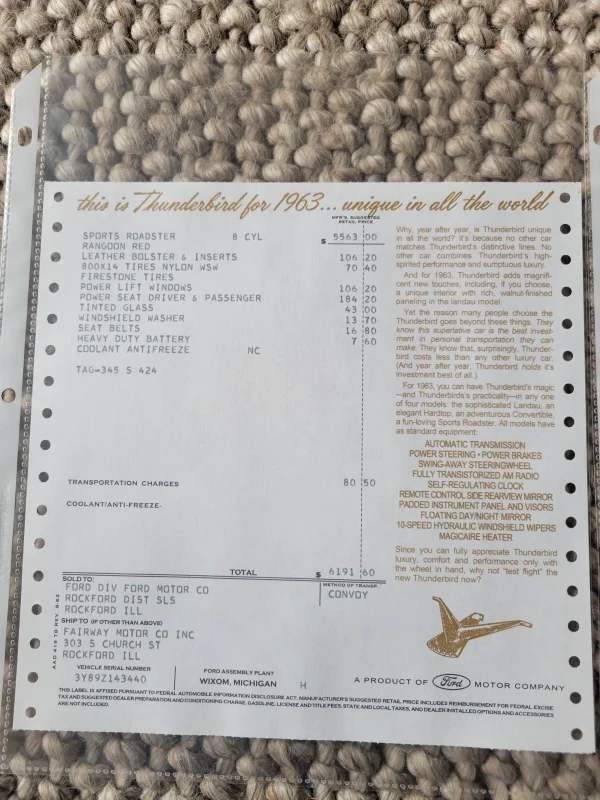 this is Thunderbird for 1963... unique in all the world
MFR'S. SUGGESTED
RETAIL PRICE
SPORTS ROADSTER 8 CYL $ 5563 00
RANGOON RED
LEATHER BOLSTER & INSERTS 106 20
800X14 TIRES NYLON WSW 70 40
FIRESTONE TIRES
POWER LIFT WINDOWS 106 20
POWER SEAT DRIVER & PASSENGER 184 20
TINTED GLASS 43 00
WINDSHIELD WASHER 13 70
SEAT BELTS 16 80
HEAVY DUTY BATTERY 7 60
COOLANT ANTIFREEZE NC
TAG=345 S 424
TRANSPORTATION CHARGES 80 50
COOLANT/ANTI-FREEZE-
TOTAL $ 6191 60
Why, year after year, is Thunderbird unique
in all the world? It's because no other car
matches Thunderbird's distinctive lines. No
other car combines Thunderbird's high-
spirited performance and sumptuous luxury.
And for 1963, Thunderbird adds magnifi-
cent new touches, including, if you choose,
a unique interior with rich, walnut-finished
paneling in the landau model.
Yet the reason many people choose the
Thunderbird goes beyond these things. They
know this superlative car is the best invest-
ment in personal transportation they can
make. They know that, surprisingly, Thunder-
bird costs less than any other luxury car.
(And year after year, Thunderbird holds it's
investment best of all.)
For 1963, you can have Thunderbird's magic
—and Thunderbirds's practicality—in any one
of four models: the sophisticated Landau, an
elegant Hardtop, an adventurous Convertible,
a fun-loving Sports Roadster. All models have
as standard equipment:
AUTOMATIC TRANSMISSION
POWER STEERING • POWER BRAKES
SWING-AWAY STEERINGWHEEL
FULLY TRANSISTORIZED AM RADIO
SELF-REGULATING CLOCK
REMOTE CONTROL SIDE REARVIEW MIRROR
PADDED INSTRUMENT PANEL AND VISORS
FLOATING DAY/NIGHT MIRROR
10-SPEED HYDRAULIC WINDSHIELD WIPERS
MAGICAIRE HEATER
Since you can fully appreciate Thunderbird
luxury, comfort and performance only with
the wheel in hand, why not "test flight" the
new Thunderbird now?
SOLD TO:
FORD DIV FORD MOTOR CO
ROCKFORD DIST SLS
ROCKFORD ILL
METHOD OF TRANSP.
CONVOY
SHIP TO (IF OTHER THAN ABOVE)
FAIRWAY MOTOR CO INC
303 S CHURCH ST
ROCKFORD ILL
VEHICLE SERIAL NUMBER
3Y89Z143440
FORD ASSEMBLY PLANT
WIXOM, MICHIGAN H
A PRODUCT OF Ford MOTOR COMPANY
THIS LABEL IS AFFIXED PURSUANT TO FEDERAL AUTOMOBILE INFORMATION DISCLOSURE ACT. MANUFACTURER'S SUGGESTED RETAIL PRICE INCLUDES REIMBURSEMENT FOR FEDERAL EXCISE
TAX AND SUGGESTED DEALER PREPARATION AND CONDITIONING CHARGE. GASOLINE, LICENSE AND TITLE FEES, STATE AND LOCAL TAXES, AND DEALER INSTALLED OPTIONS AND ACCESSORIES
ARE NOT INCLUDED.